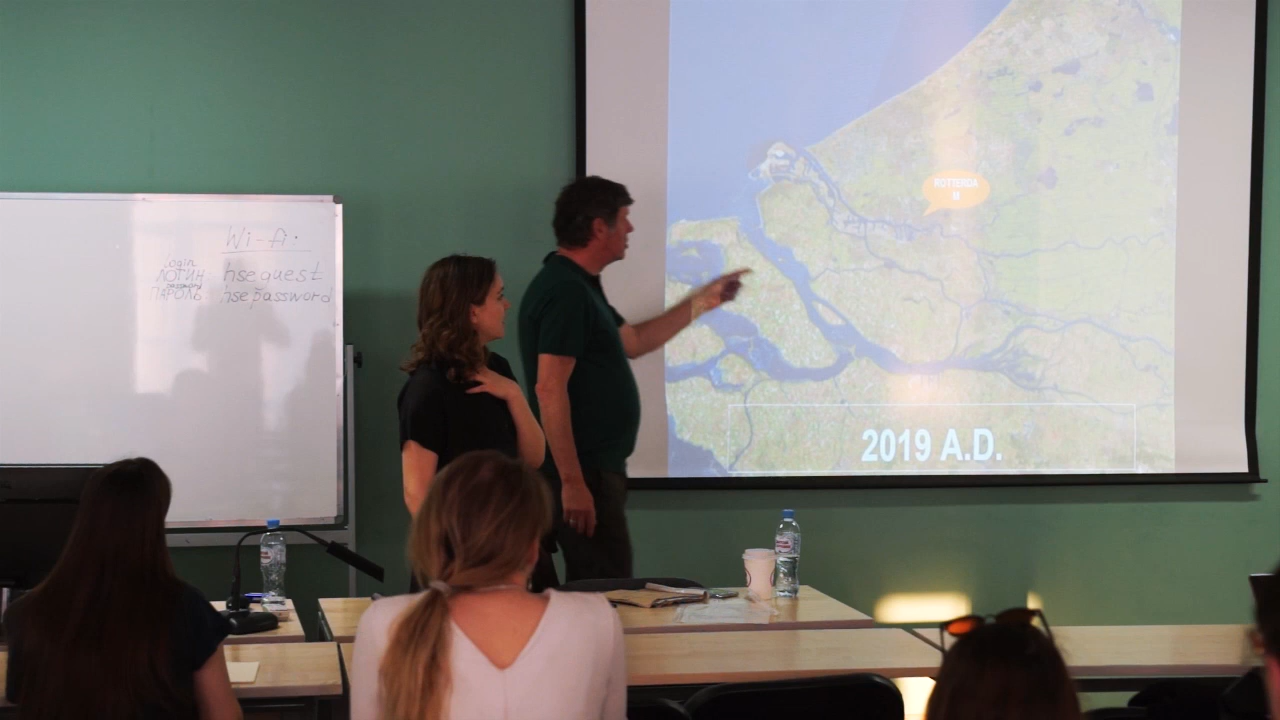 Wi-fi.
Login
ЛОГИН: hseguest
password
ПАРОЛЬ: hsepassword
ROTTERDA
M
2019 A.D.